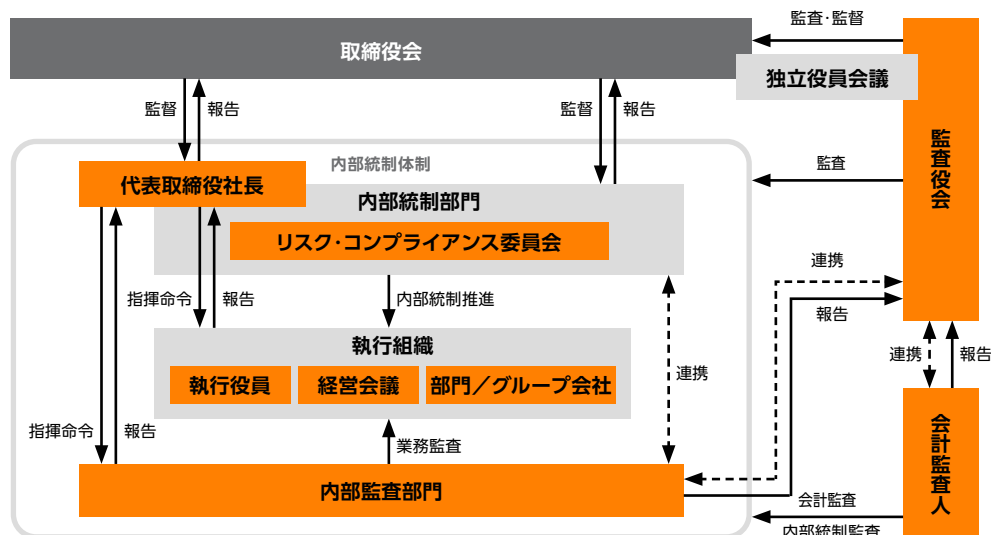 監査・監督
取締役会
独立役員会議
監督
報告
監督
報告
監査役会
内部統制体制
監査
代表取締役社長
内部統制部門
リスク・コンプライアンス委員会
連携
指揮命令
報告
内部統制推進
報告
執行組織
連携
報告
連携
執行役員
経営会議
部門／グループ会社
指揮命令
報告
業務監査
会計監査人
内部監査部門
会計監査
内部統制監査